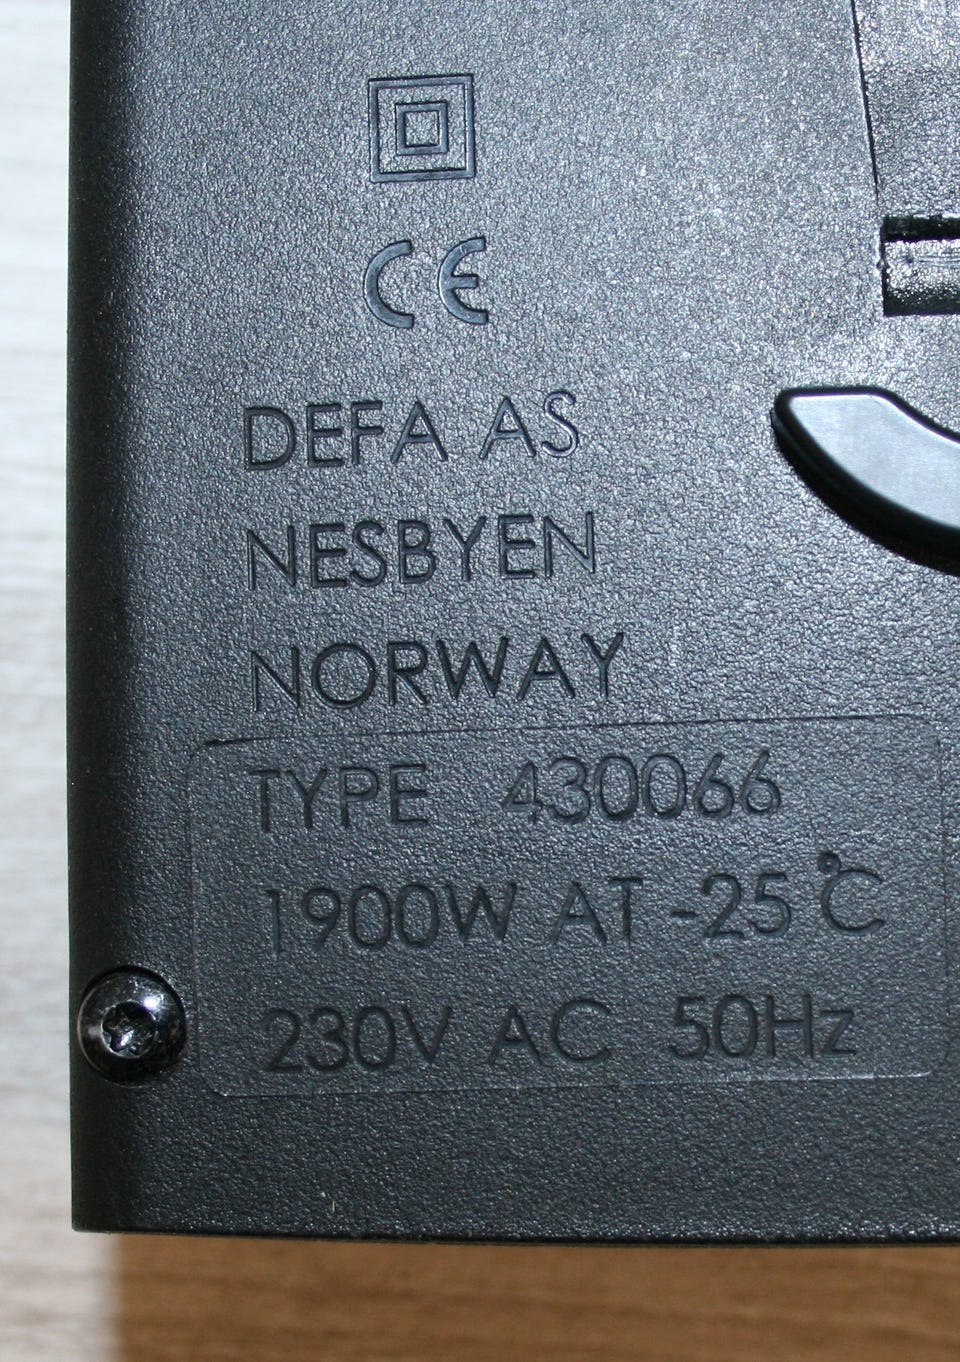 CE
DEFA AS
NESBYEN
NORWAY
TYPE 430066
1900W AT -25°C
230V AC 50Hz